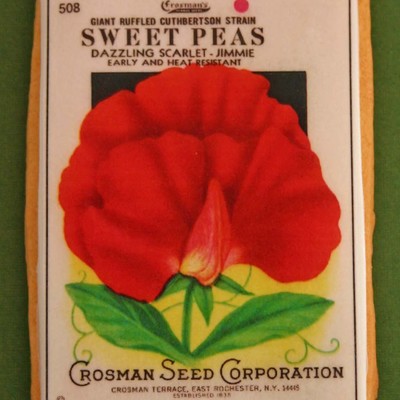 508
Crosman's
GIANT RUFFLED CUTHBERTSON STRAIN
SWEET PEAS
DAZZLING SCARLET - JIMMIE
EARLY AND HEAT RESISTANT
CROSMAN SEED CORPORATION
CROSMAN TERRACE, EAST ROCHESTER, N.Y. 14445
ESTABLISHED 1838